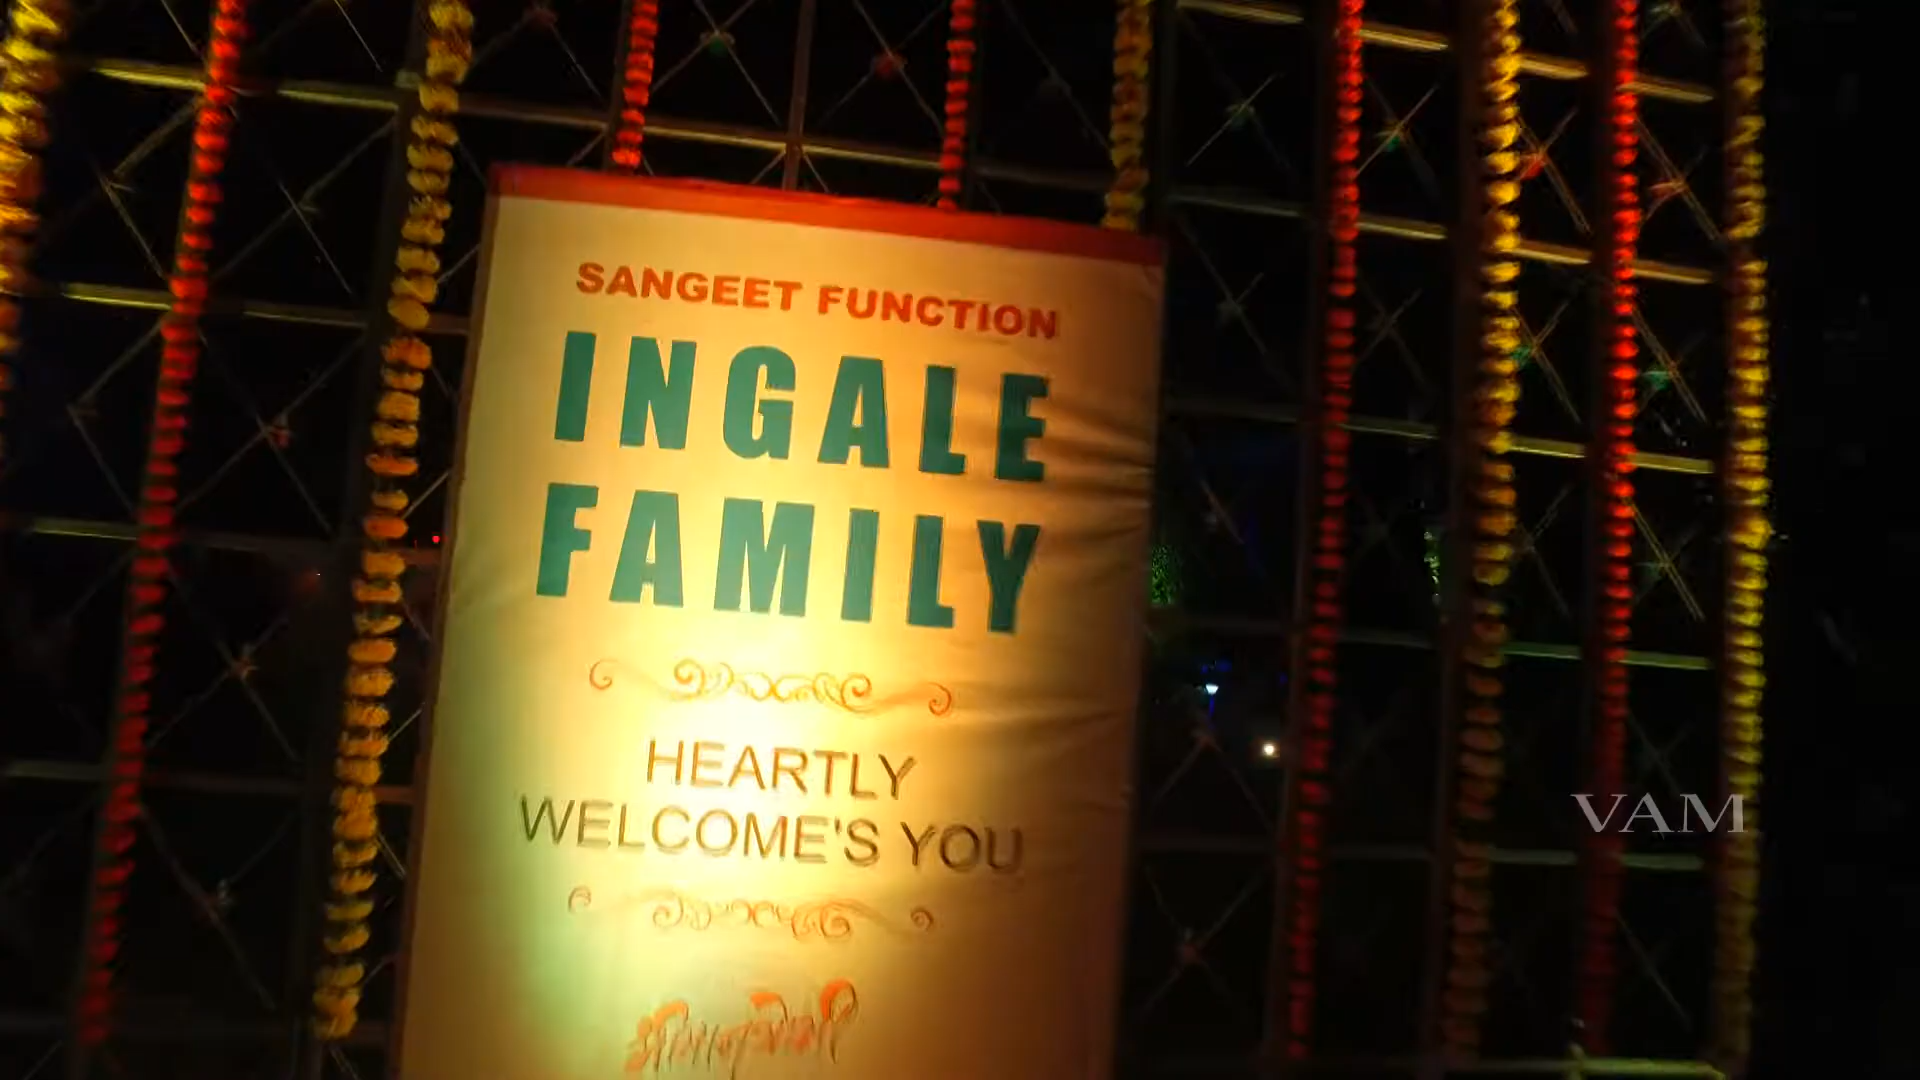 SANGEET FUNCTION
INGALE
FAMILY
HEARTLY
WELCOME'S YOU
VAM